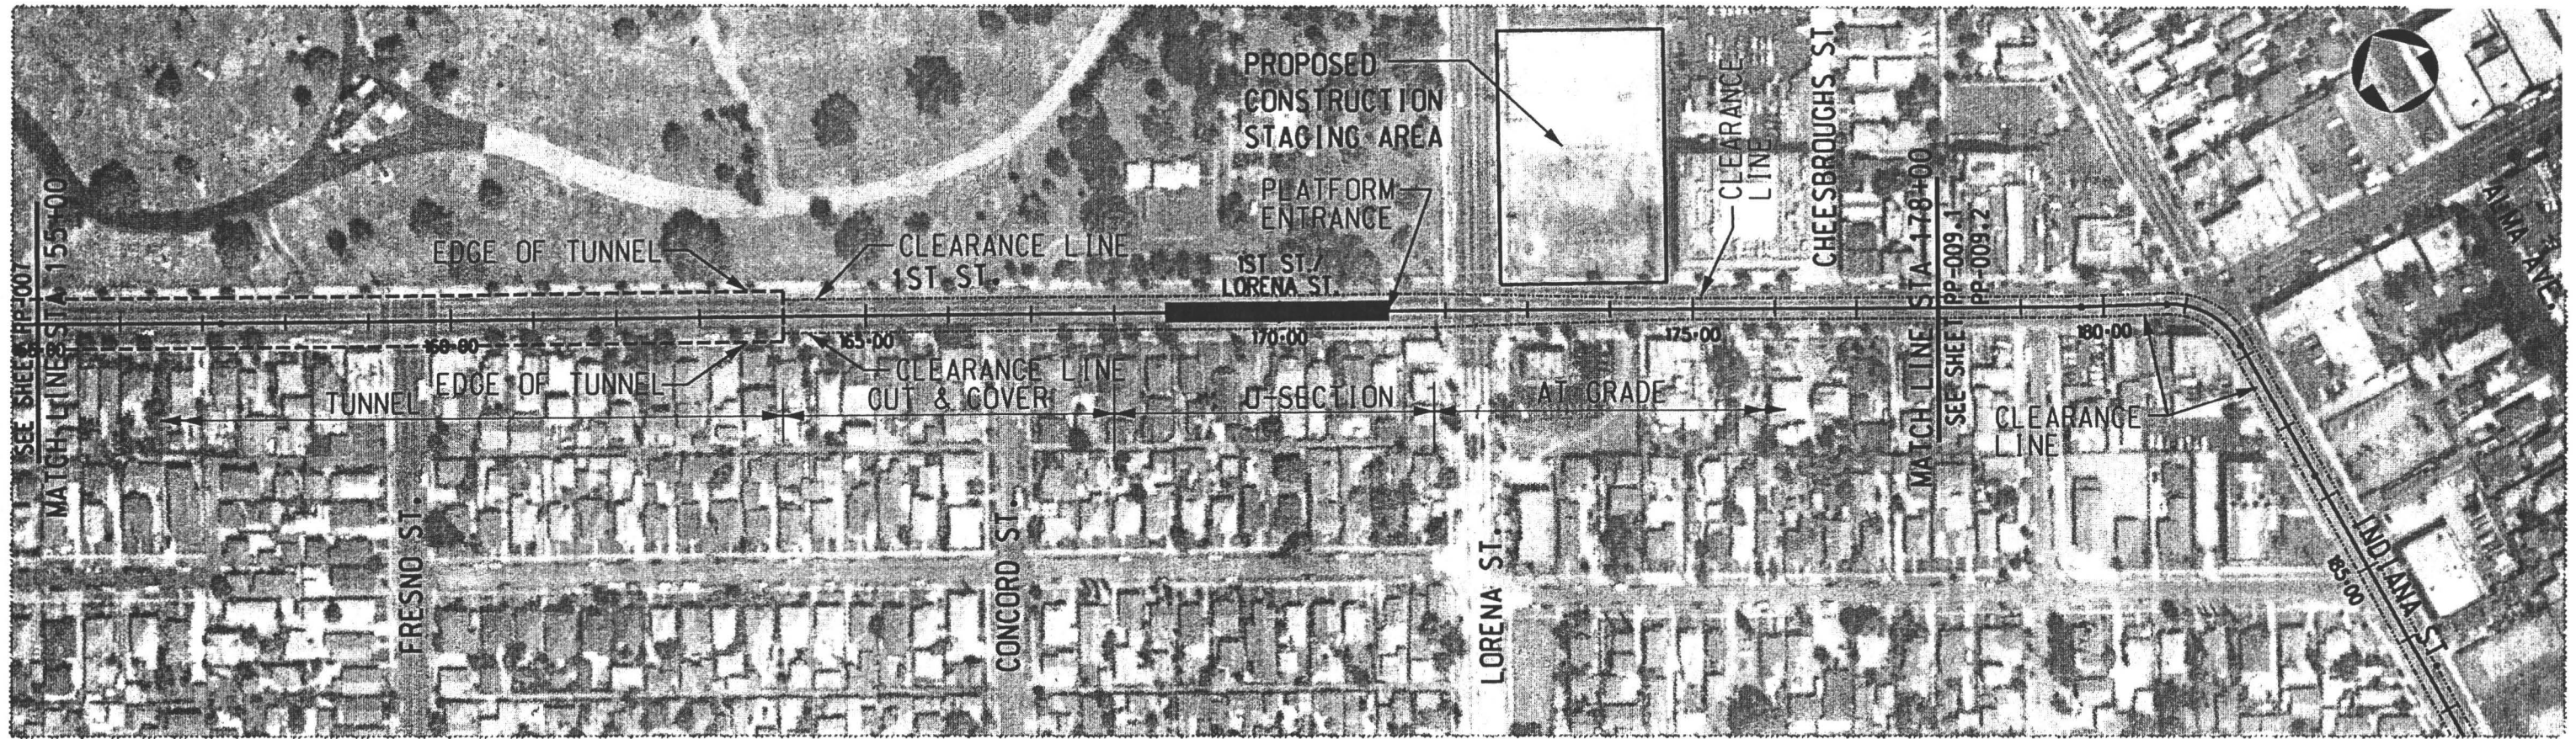 SEE SHEET PP-007
MATCH LINE STA 155+00
EDGE OF TUNNEL
CLEARANCE LINE
1ST ST.
1ST ST./
LORENA ST.
PLATFORM
ENTRANCE
PROPOSED
CONSTRUCTION
STAGING AREA
CLEARANCE
LINE
CHEESBROUGHS ST
MATCH LINE STA 178+00
SEE SHEET PP-009.1
PP-009.2
ALMA AVE.
160+00
165+00
170+00
175+00
180+00
185+00
EDGE OF TUNNEL
CLEARANCE LINE
TUNNEL
CUT & COVER
U-SECTION
AT GRADE
CLEARANCE
LINE
FRESNO ST.
CONCORD ST.
LORENA ST.
INDIANA ST.